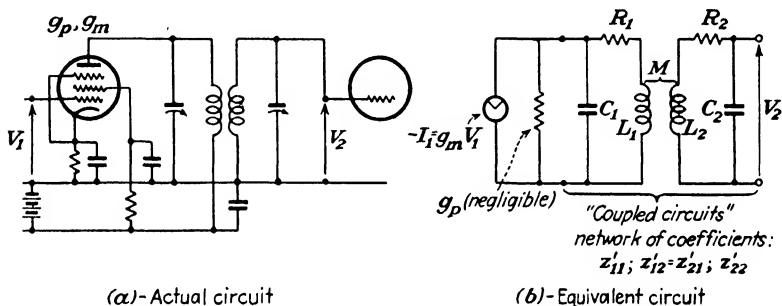 g_p, g_m
V_1
V_2
(a)-Actual circuit
R_1
R_2
M
C_1
L_1
L_2
C_2
V_2
-I_1=g_m V_1
g_p (negligible)
"Coupled circuits"
network of coefficients:
z'_11; z'_12=z'_21; z'_22
(b)-Equivalent circuit